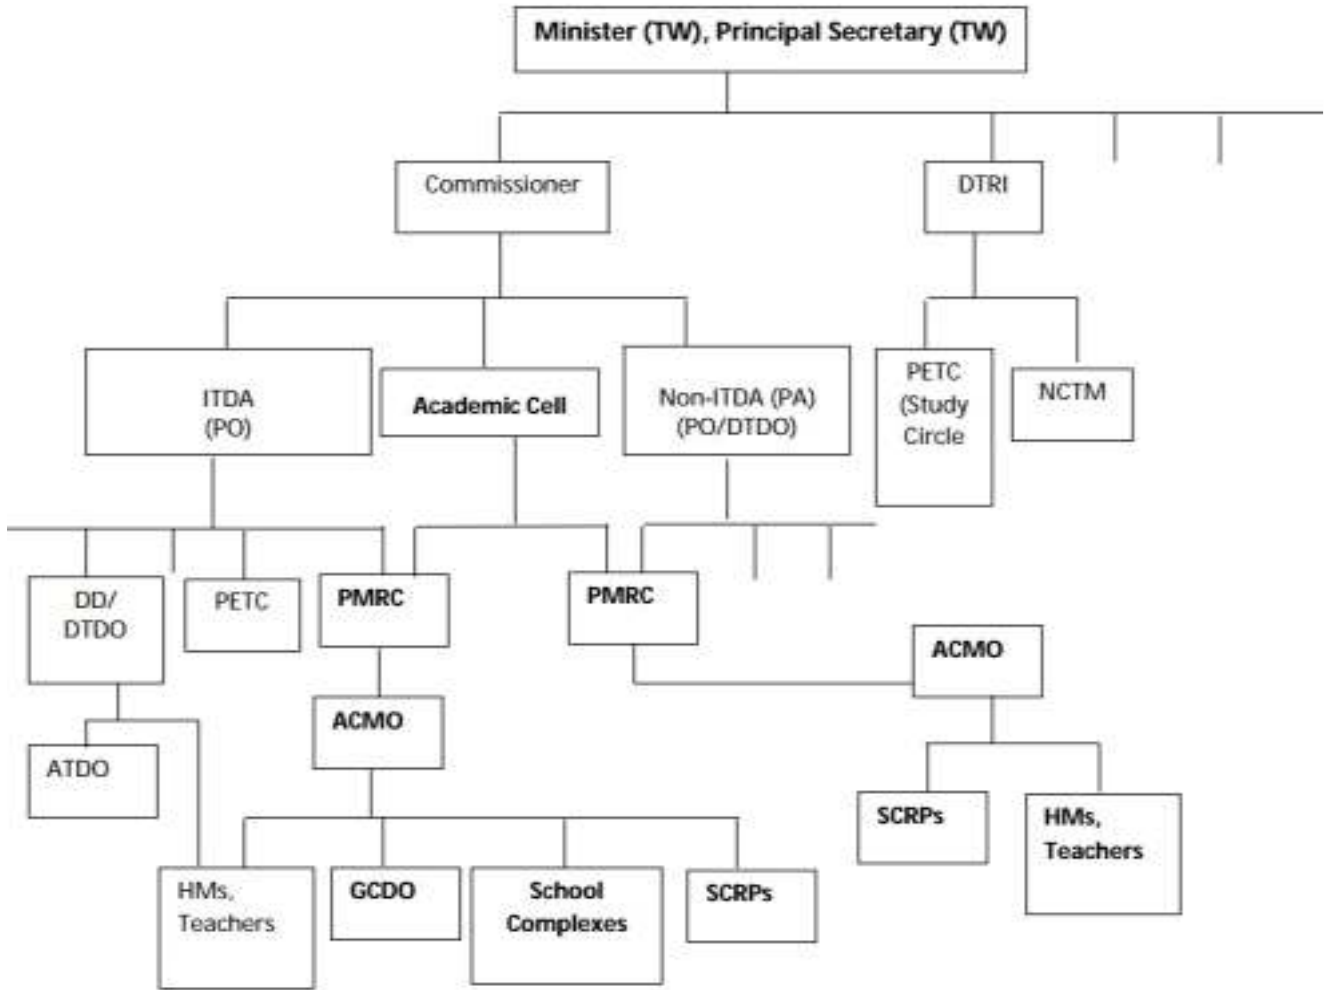 Minister (TW), Principal Secretary (TW)
Commissioner
DTRI
ITDA
(PO)
Academic Cell
Non-ITDA (PA)
(PO/DTDO)
PETC
(Study
Circle
NCTM
DD/
DTDO
PETC
PMRC
PMRC
ACMO
ACMO
ATDO
SCRPs
HMs,
Teachers
HMs,
Teachers
GCDO
School
Complexes
SCRPs